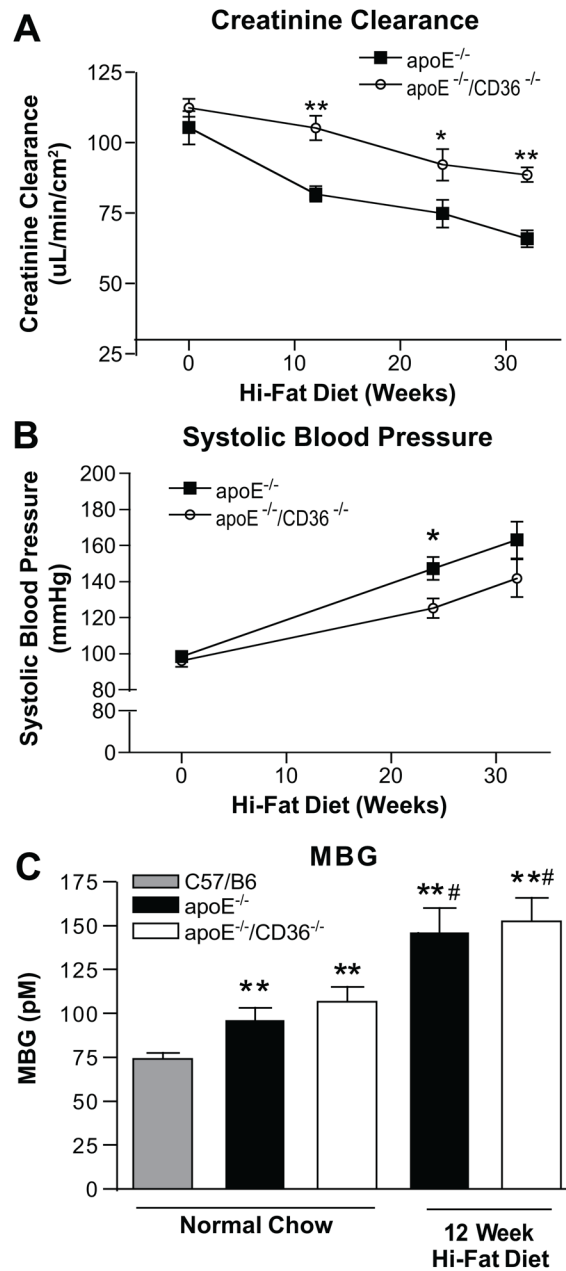 A
Creatinine Clearance
apoE-/-
apoE-/-/CD36-/-
Creatinine Clearance
(uL/min/cm²)
125
100
75
50
25
**
*
**
0 10 20 30
Hi-Fat Diet (Weeks)
B
Systolic Blood Pressure
apoE-/-
apoE-/-/CD36-/-
Systolic Blood Pressure
(mmHg)
200
180
160
140
120
100
80
80
0
*
0 10 20 30
Hi-Fat Diet (Weeks)
C
MBG
C57/B6
apoE-/-
apoE-/-/CD36-/-
MBG (pM)
175
150
125
100
75
50
25
0
**
**
**#
**#
Normal Chow
12 Week
Hi-Fat Diet